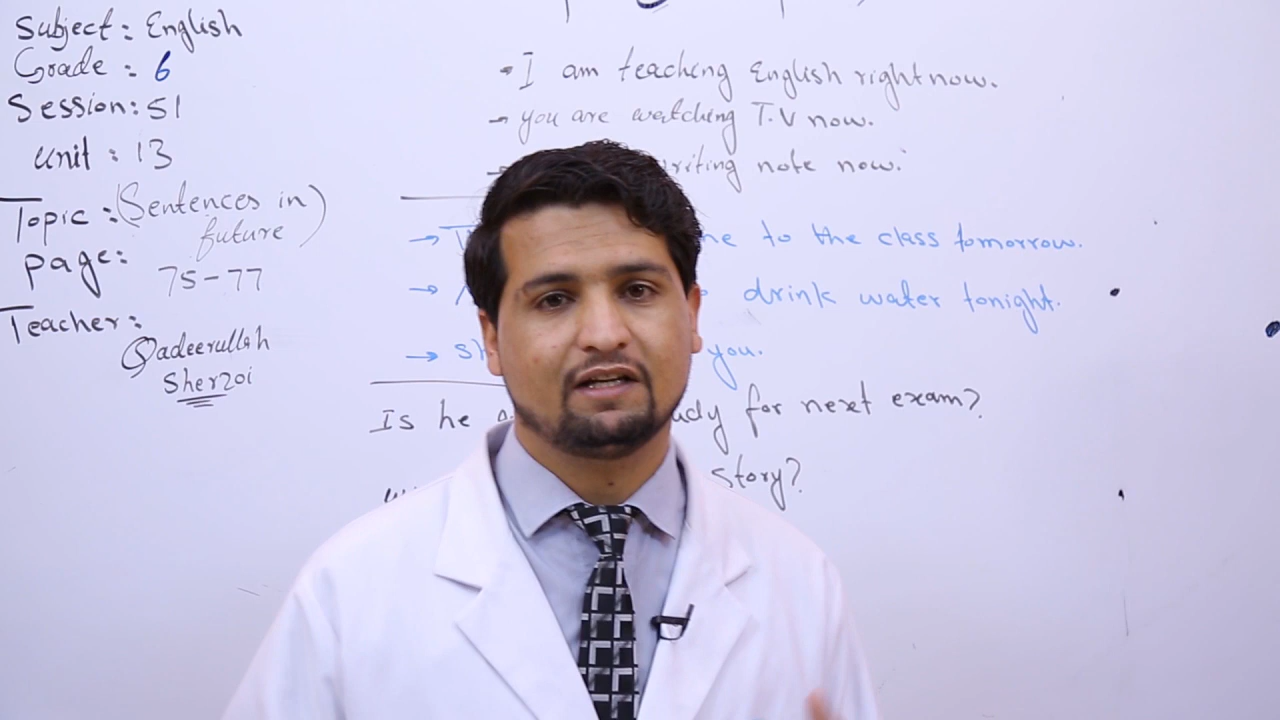 Subject: English
Grade: 6
Session: 51
Unit: 13
Topic: (Sentences in future)
page: 75-77
Teacher: Qadeerullah
Sherzoi
- I am teaching English right now.
- you are watching T.V now.
note now.
to the class tomorrow.
drink water tonight.
you.
Is he for next exam?
story?